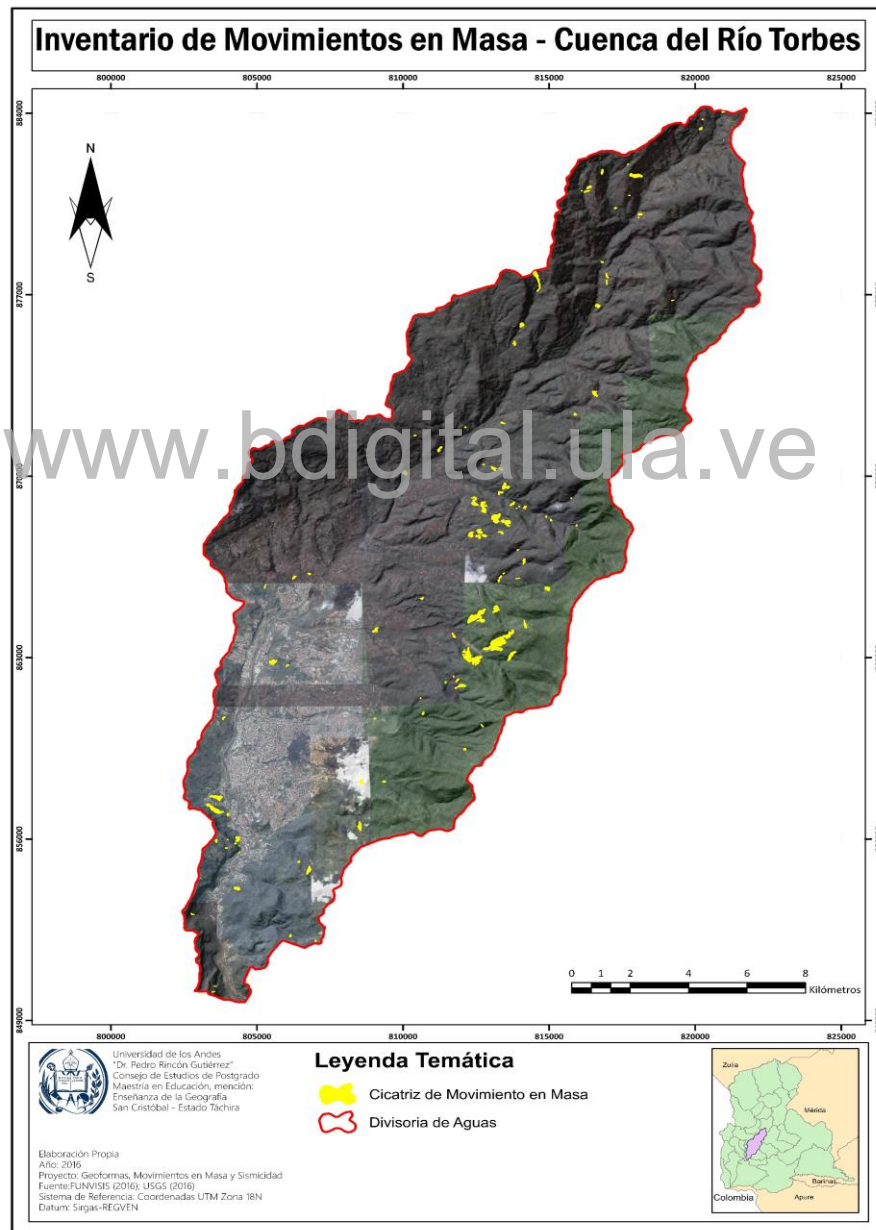 Inventario de Movimientos en Masa - Cuenca del Río Torbes
800000 805000 810000 815000 820000 825000
884000
N
S
877000
www.bdigital.ula.ve
870000
863000
856000
0 1 2 4 6 8
Kilómetros
849000
800000 805000 810000 815000 820000 825000
Universidad de los Andes
"Dr. Pedro Rincón Gutiérrez"
Consejo de Estudios de Postgrado
Maestría en Educación, mención:
Enseñanza de la Geografía
San Cristóbal - Estado Táchira
Elaboración Propia
Año: 2016
Proyecto: Geoformas, Movimientos en Masa y Sismicidad
Fuente:FUNVISIS (2016); USGS (2016)
Sistema de Referencia: Coordenadas UTM Zona 18N
Datum: Sirgas-REGVEN
Leyenda Temática
Cicatriz de Movimiento en Masa
Divisoria de Aguas
Zulia
Mérida
Barinas
Colombia
Apure